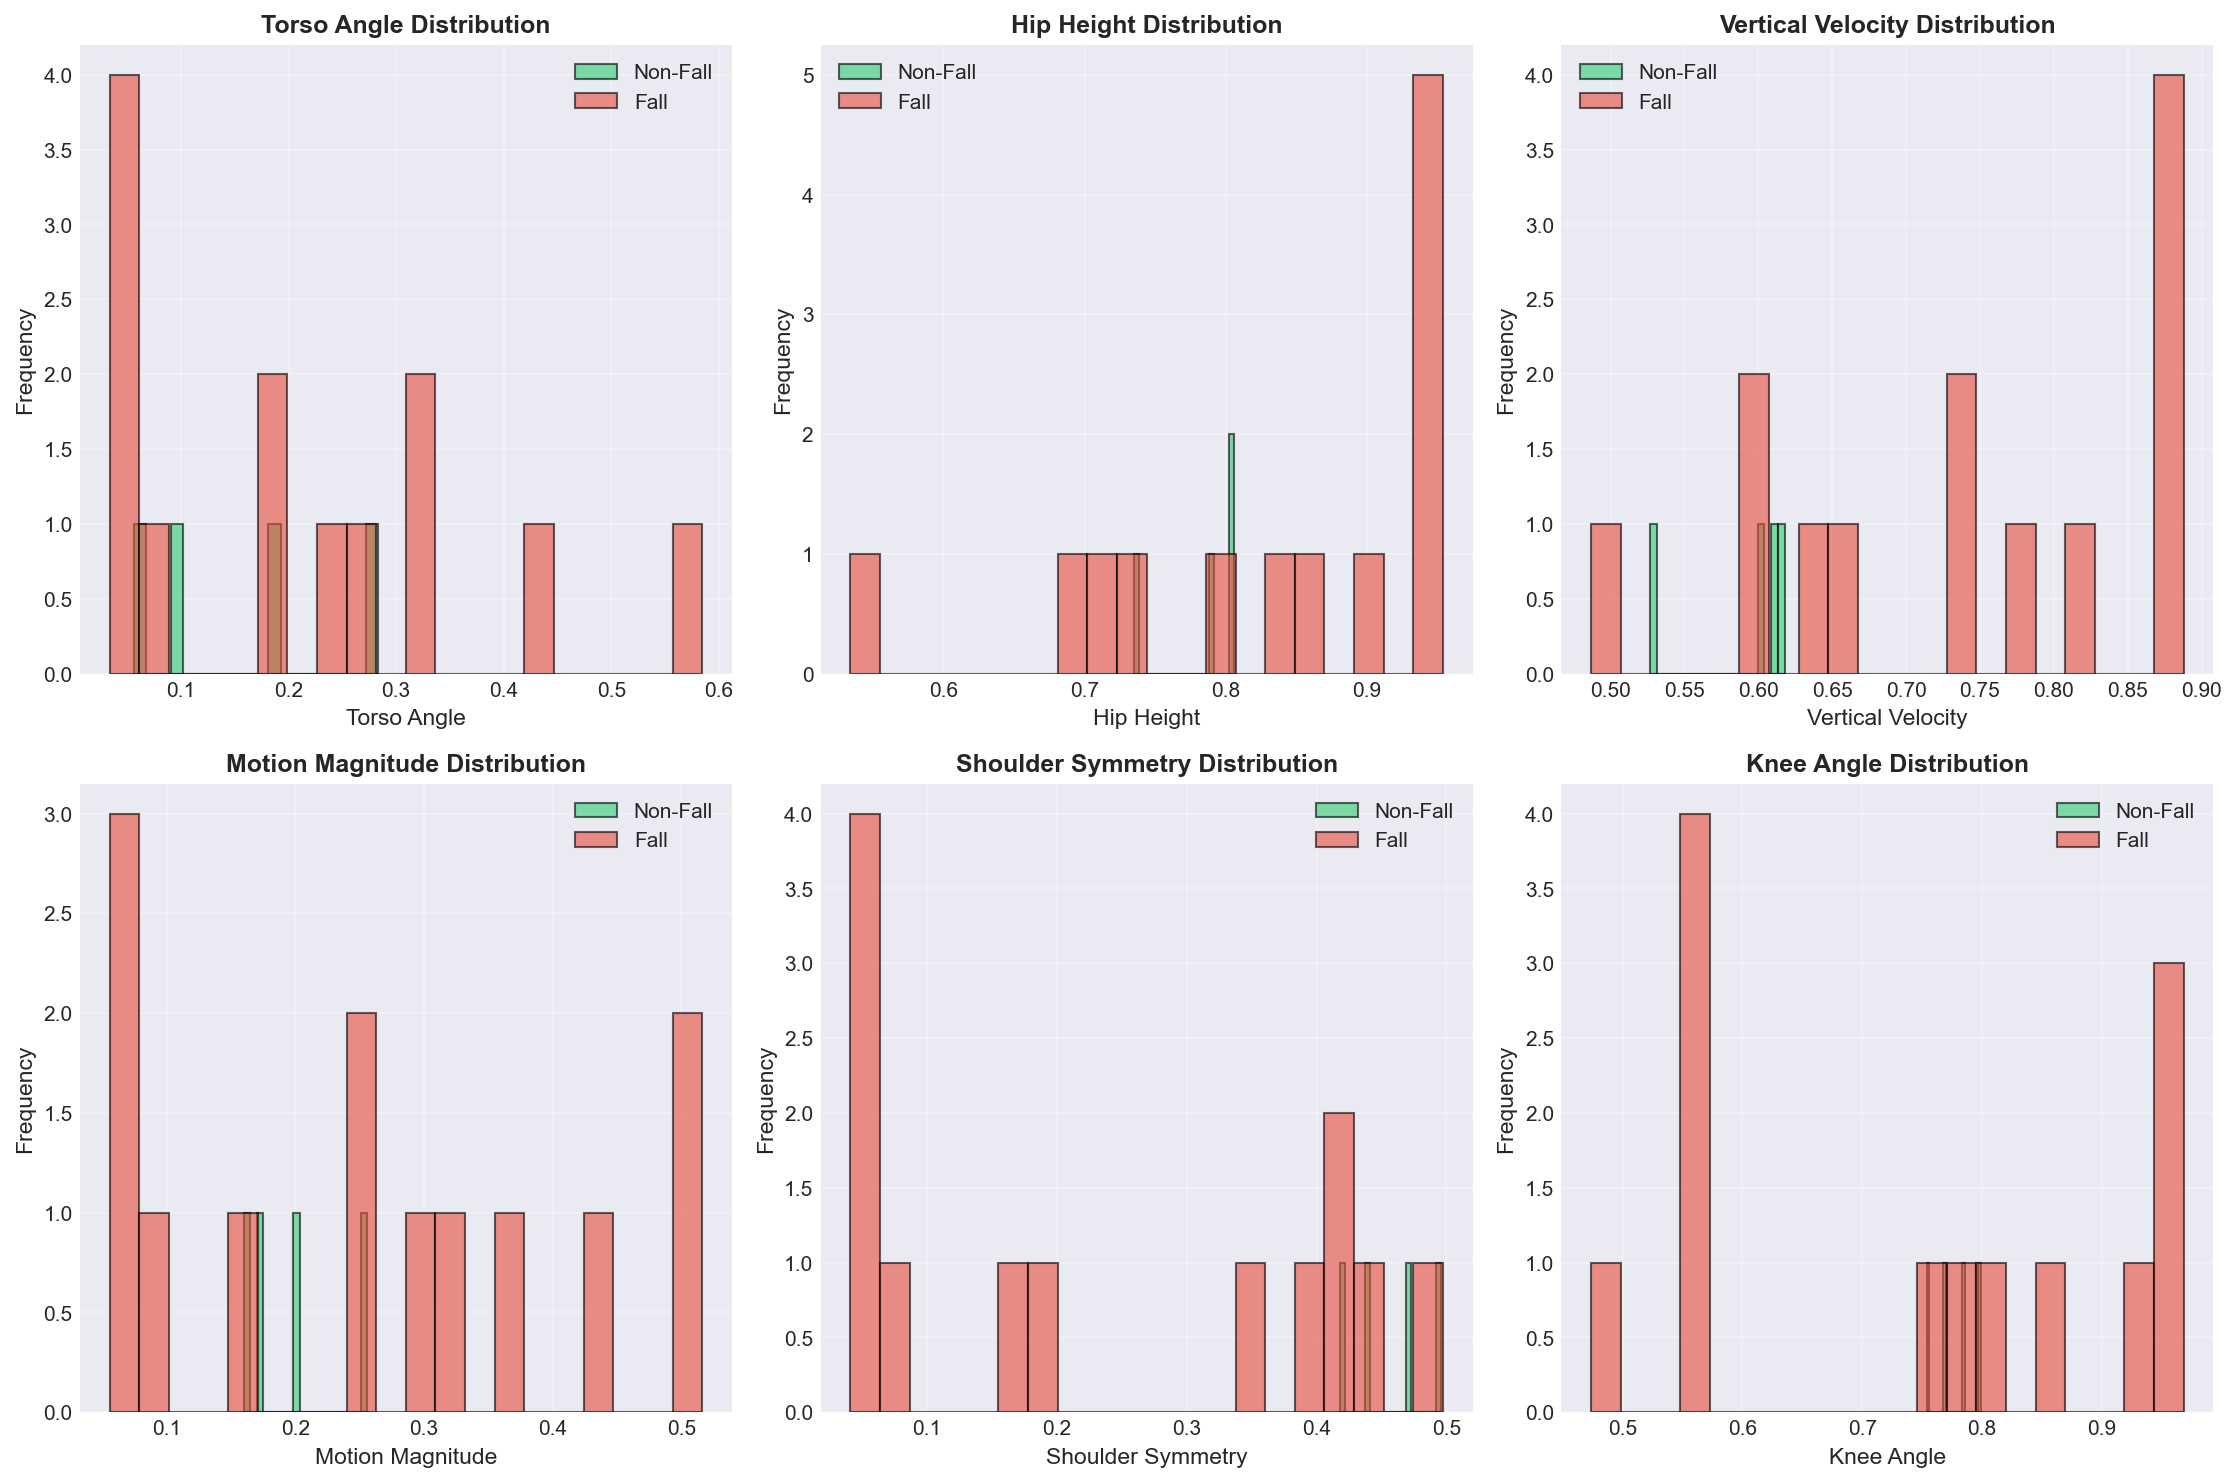 Torso Angle Distribution
Non-Fall
Fall
Frequency
4.0
3.5
3.0
2.5
2.0
1.5
1.0
0.5
0.0
0.1 0.2 0.3 0.4 0.5 0.6
Torso Angle
Hip Height Distribution
Non-Fall
Fall
Frequency
5
4
3
2
1
0
0.6 0.7 0.8 0.9
Hip Height
Vertical Velocity Distribution
Non-Fall
Fall
Frequency
4.0
3.5
3.0
2.5
2.0
1.5
1.0
0.5
0.0
0.50 0.55 0.60 0.65 0.70 0.75 0.80 0.85 0.90
Vertical Velocity
Motion Magnitude Distribution
Non-Fall
Fall
Frequency
3.0
2.5
2.0
1.5
1.0
0.5
0.0
0.1 0.2 0.3 0.4 0.5
Motion Magnitude
Shoulder Symmetry Distribution
Non-Fall
Fall
Frequency
4.0
3.5
3.0
2.5
2.0
1.5
1.0
0.5
0.0
0.1 0.2 0.3 0.4 0.5
Shoulder Symmetry
Knee Angle Distribution
Non-Fall
Fall
Frequency
4.0
3.5
3.0
2.5
2.0
1.5
1.0
0.5
0.0
0.5 0.6 0.7 0.8 0.9
Knee Angle